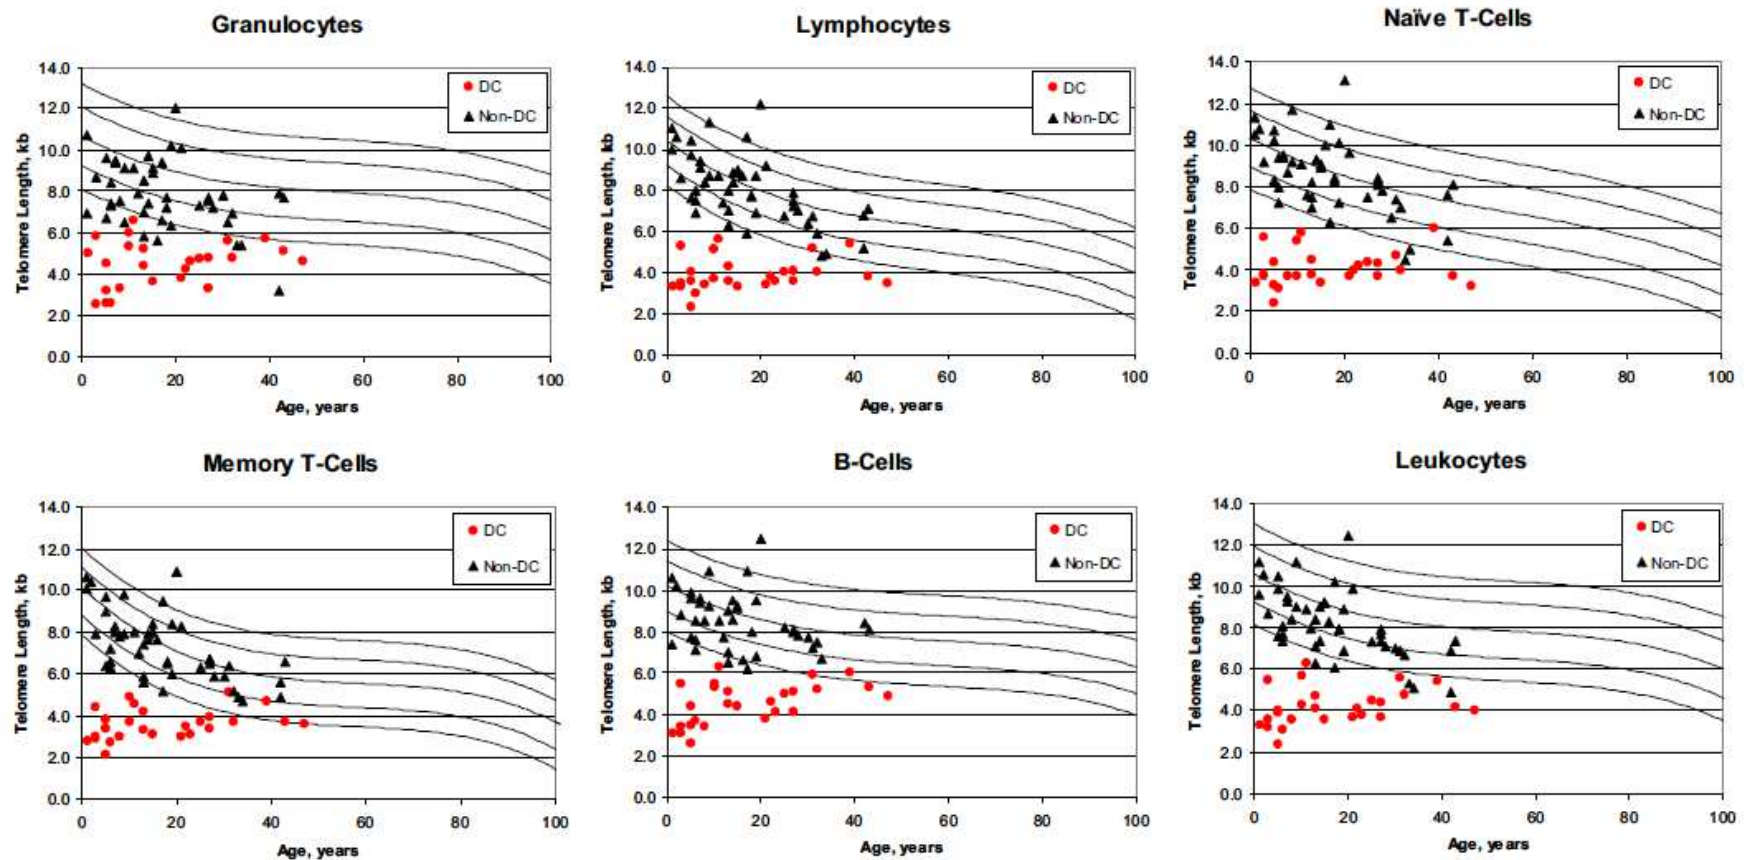 Granulocytes
Telomere Length, kb
14.0
12.0
10.0
8.0
6.0
4.0
2.0
0.0
DC
Non-DC
0 20 40 60 80 100
Age, years
Lymphocytes
Telomere Length, kb
14.0
12.0
10.0
8.0
6.0
4.0
2.0
0.0
DC
Non-DC
0 20 40 60 80 100
Age, years
Naïve T-Cells
Telomere Length, kb
14.0
12.0
10.0
8.0
6.0
4.0
2.0
0.0
DC
Non-DC
0 20 40 60 80 100
Age, years
Memory T-Cells
Telomere Length, kb
14.0
12.0
10.0
8.0
6.0
4.0
2.0
0.0
DC
Non-DC
0 20 40 60 80 100
Age, years
B-Cells
Telomere Length, kb
14.0
12.0
10.0
8.0
6.0
4.0
2.0
0.0
DC
Non-DC
0 20 40 60 80 100
Age, years
Leukocytes
Telomere Length, kb
14.0
12.0
10.0
8.0
6.0
4.0
2.0
0.0
DC
Non-DC
0 20 40 60 80 100
Age, years